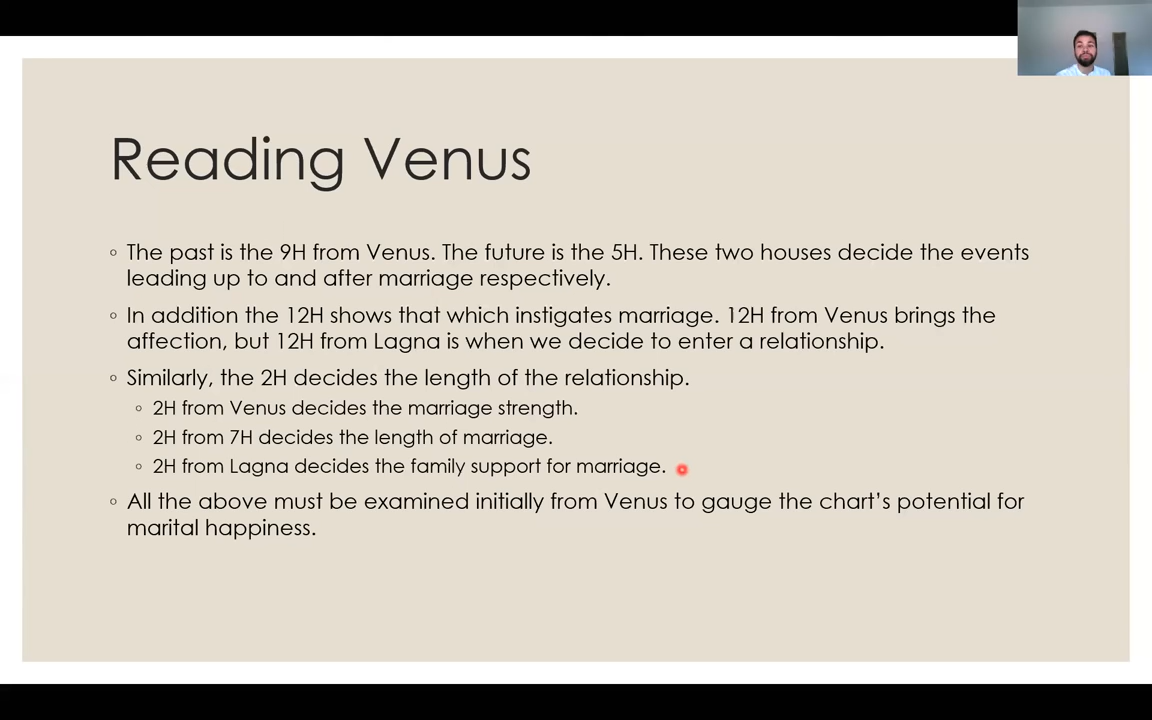 Reading Venus
◦ The past is the 9H from Venus. The future is the 5H. These two houses decide the events
leading up to and after marriage respectively.
◦ In addition the 12H shows that which instigates marriage. 12H from Venus brings the
affection, but 12H from Lagna is when we decide to enter a relationship.
◦ Similarly, the 2H decides the length of the relationship.
◦ 2H from Venus decides the marriage strength.
◦ 2H from 7H decides the length of marriage.
◦ 2H from Lagna decides the family support for marriage.
◦ All the above must be examined initially from Venus to gauge the chart’s potential for
marital happiness.